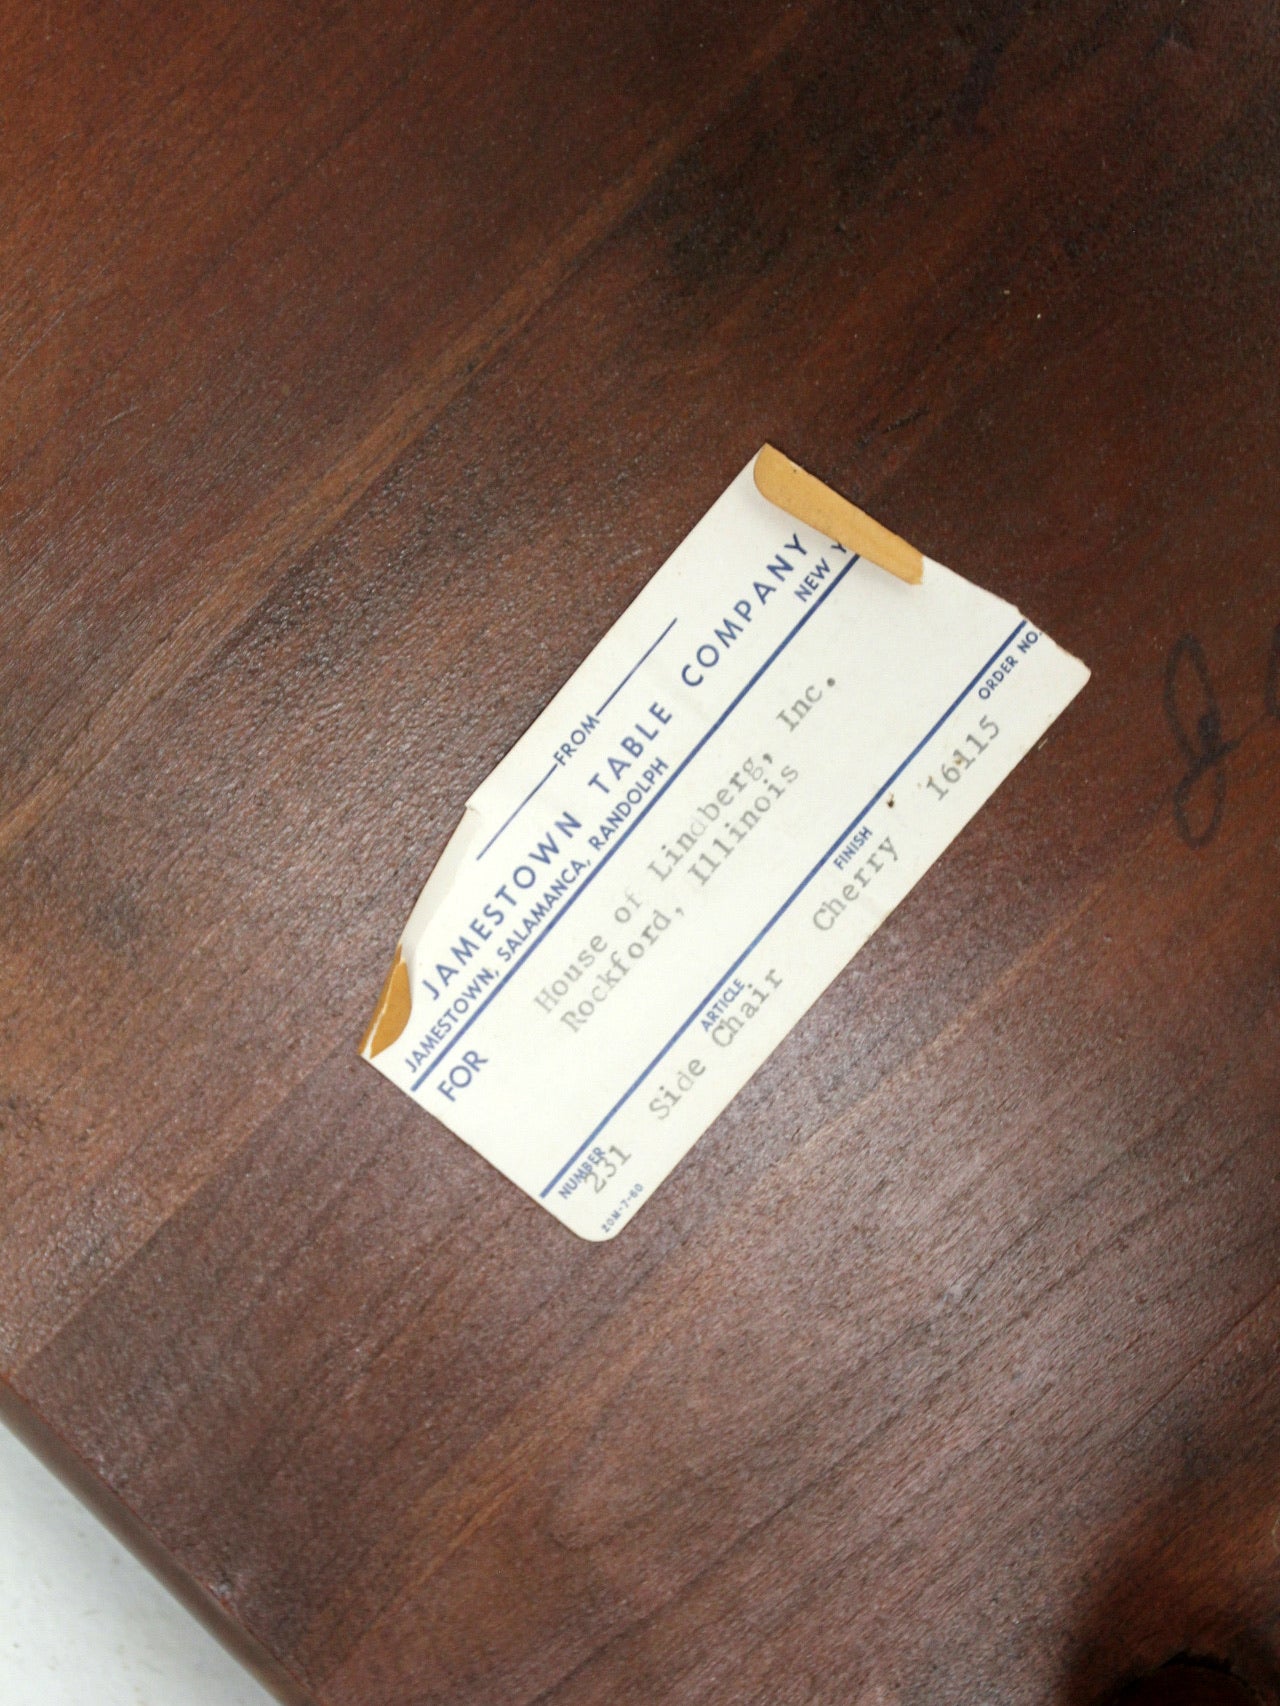 FROM
JAMESTOWN TABLE COMPANY
JAMESTOWN, SALAMANCA, RANDOLPH NEW Y
FOR
House of Lindberg, Inc.
Rockford, Illinois
NUMBER ARTICLE FINISH ORDER NO.
231 Side Chair Cherry 16115
20M-7-60